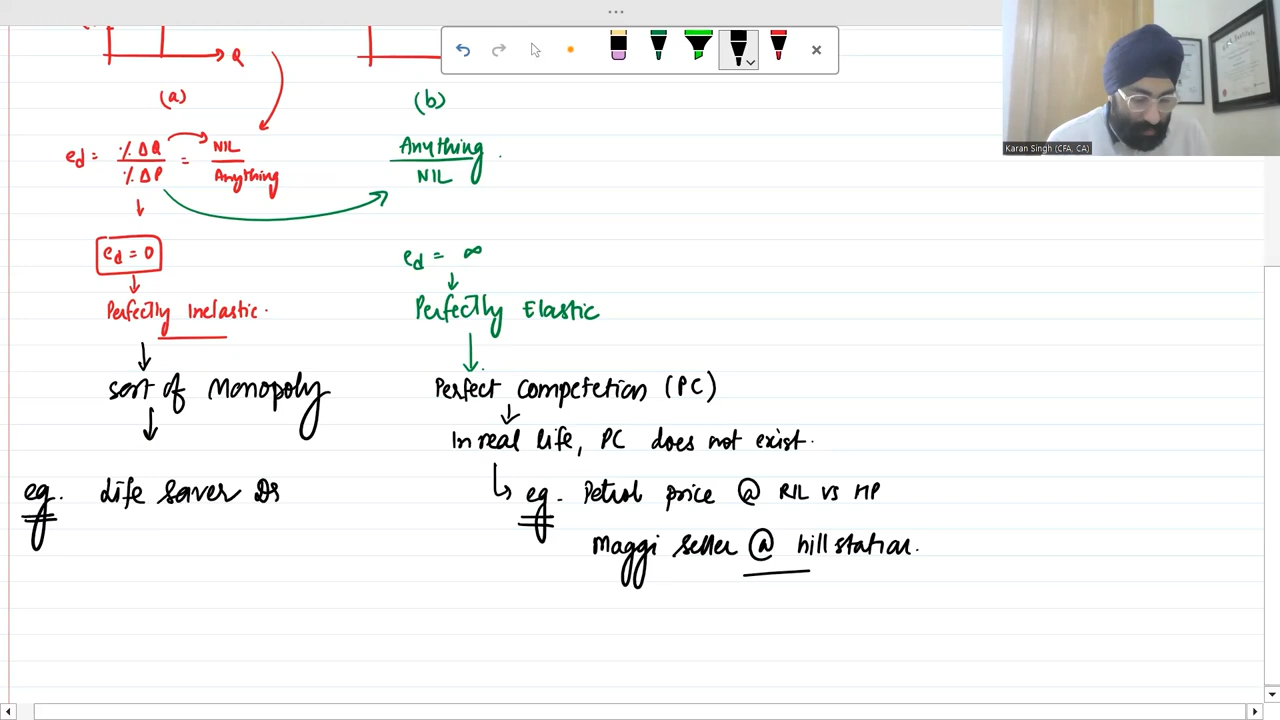 Q
(a)
(b)
ed = % ΔQ / % ΔP = NIL / Anything
Anything / NIL
ed = 0
ed = ∞
Perfectly Inelastic.
Perfectly Elastic
sort of Monopoly
Perfect Competetion (PC)
In real life, PC does not exist.
eg. Life Saver
eg - Petrol price @ RIL vs HP
Maggi seller @ hill station.
Karan Singh (CFA, CA)